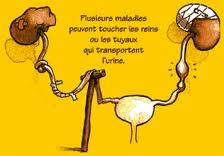 Plusieurs maladies
peuvent toucher les reins
ou les tuyaux
qui transportent
l'urine.